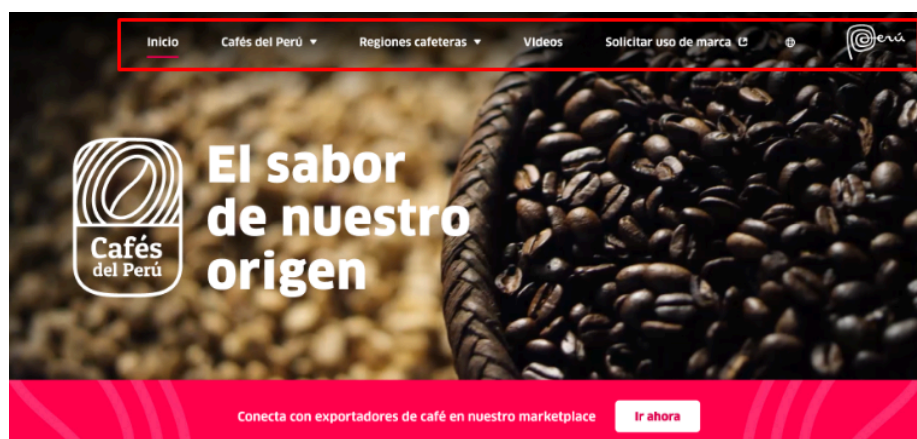 Inicio Cafés del Perú Regiones cafeteras VIdeos Solicitar uso de marca Perú
El sabor
de nuestro
origen
Cafés
del Perú
Conecta con exportadores de café en nuestro marketplace Ir ahora